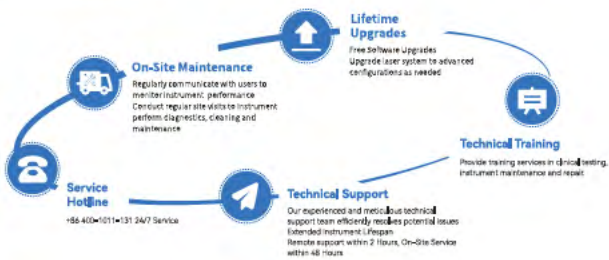 Lifetime
Upgrades
Free Software Upgrades
Upgrade laser system to advanced
configurations as needed
On-Site Maintenance
Regularly communicate with users to
monitor instrument performance
Conduct regular site visits to instrument
perform diagnostics, cleaning and
maintenance
Technical Training
Provide training services in clinical testing,
instrument maintenance and repair
Service
Hotline
+86 400-1011-131 24/7 Service
Technical Support
Our experienced and meticulous technical
support team efficiently resolves potential issues
Extended Instrument Lifespan
Remote support within 2 Hours, On-Site Service
within 48 Hours